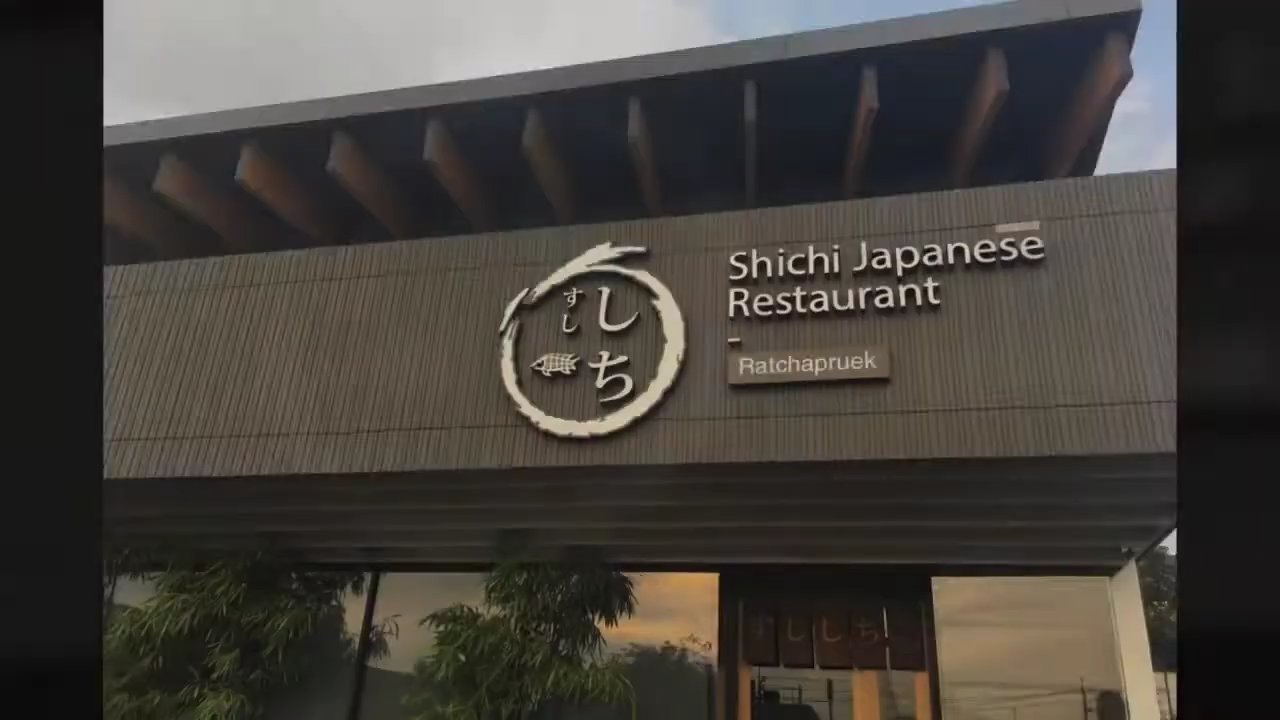 すし
しち
Shichi Japanese
Restaurant
Ratchapruek
すししち